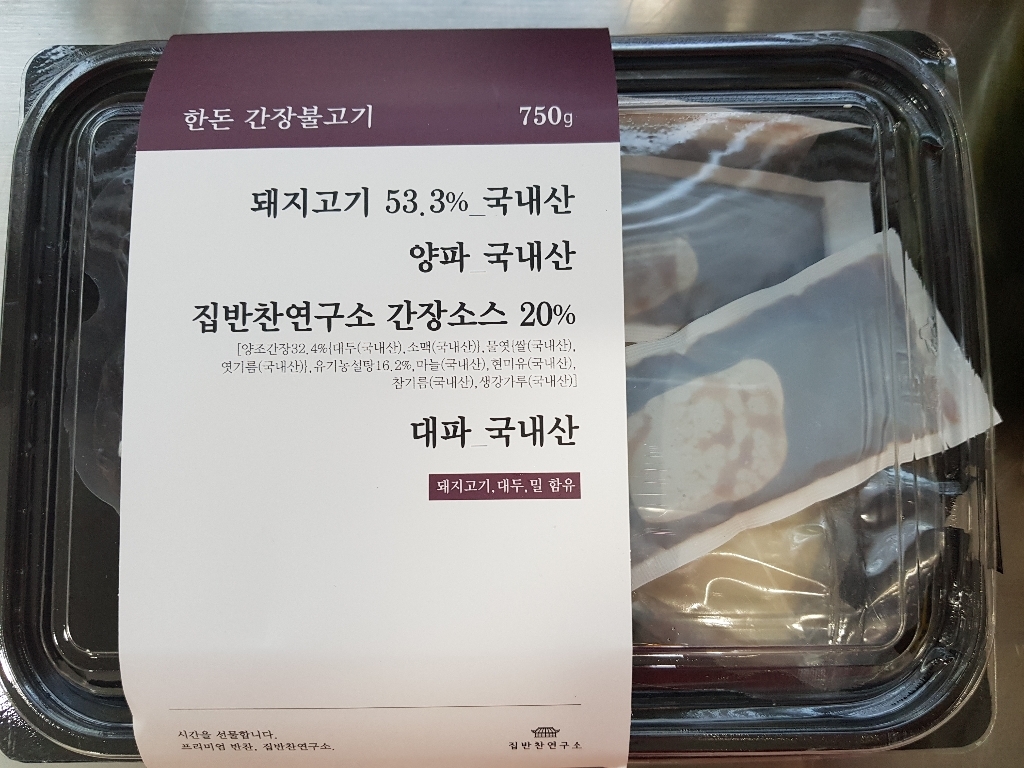 한돈 간장불고기 750g
돼지고기 53.3%_국내산
양파_국내산
집반찬연구소 간장소스 20%
[양조간장32.4%{대두(국내산),소맥(국내산)},물엿{쌀(국내산),
엿기름(국내산)},유기농설탕16.2%,마늘(국내산),현미유(국내산),
참기름(국내산),생강가루(국내산)]
대파_국내산
돼지고기,대두,밀 함유
시간을 선물합니다.
프리미엄 반찬, 집반찬연구소.
집반찬연구소